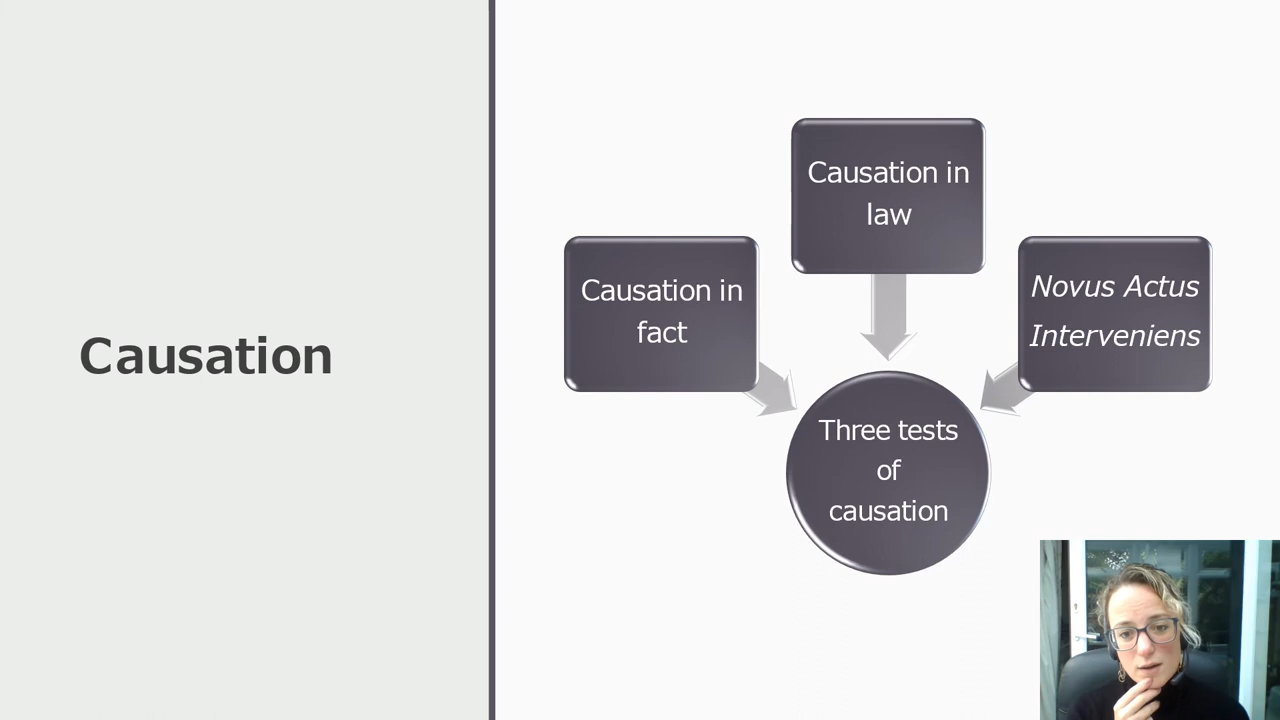 Causation
Causation in
law
Causation in
fact
Novus Actus
Interveniens
Three tests
of
causation